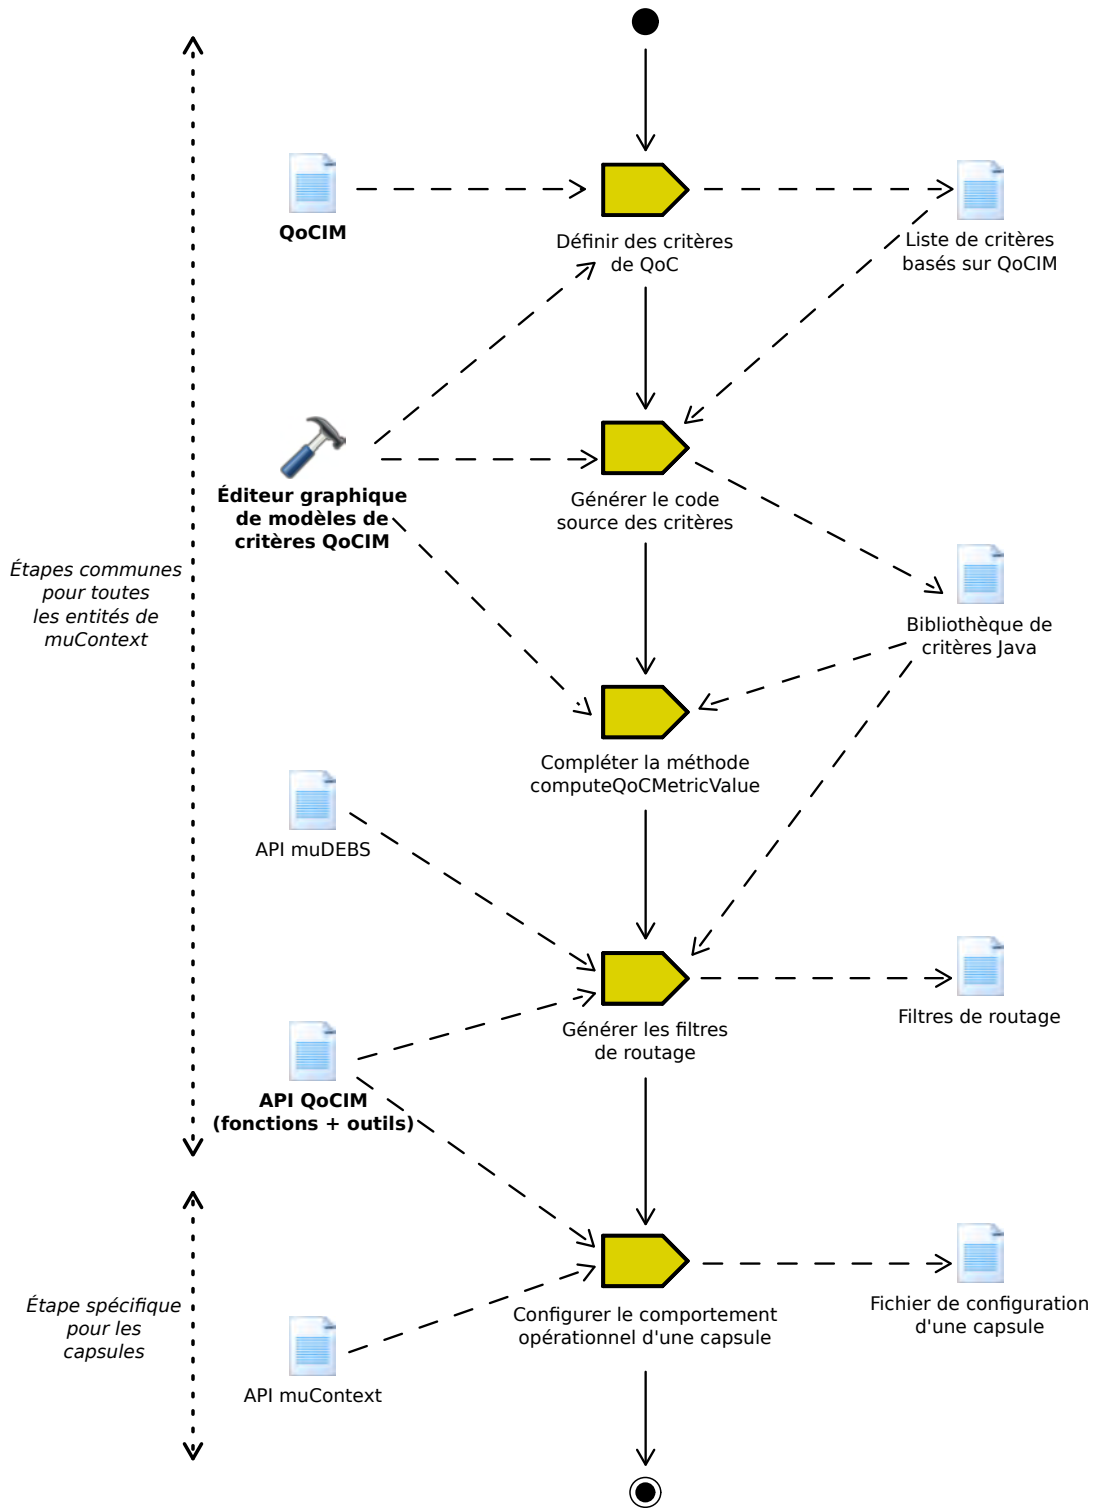 QoCIM
Définir des critères
de QoC
Liste de critères
basés sur QoCIM
Éditeur graphique
de modèles de
critères QoCIM
Générer le code
source des critères
Étapes communes
pour toutes
les entités de
muContext
Bibliothèque de
critères Java
Compléter la méthode
computeQoCMetricValue
API muDEBS
Générer les filtres
de routage
Filtres de routage
API QoCIM
(fonctions + outils)
Étape spécifique
pour les
capsules
Configurer le comportement
opérationnel d'une capsule
Fichier de configuration
d'une capsule
API muContext